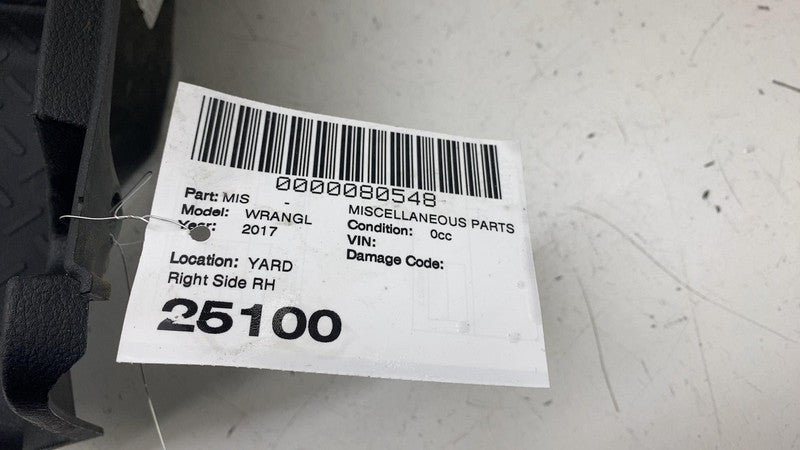 0000080548
Part: MIS - MISCELLANEOUS PARTS
Model: WRANGL Condition: 0cc
Year: 2017 VIN:
Damage Code:
Location: YARD
Right Side RH
25100